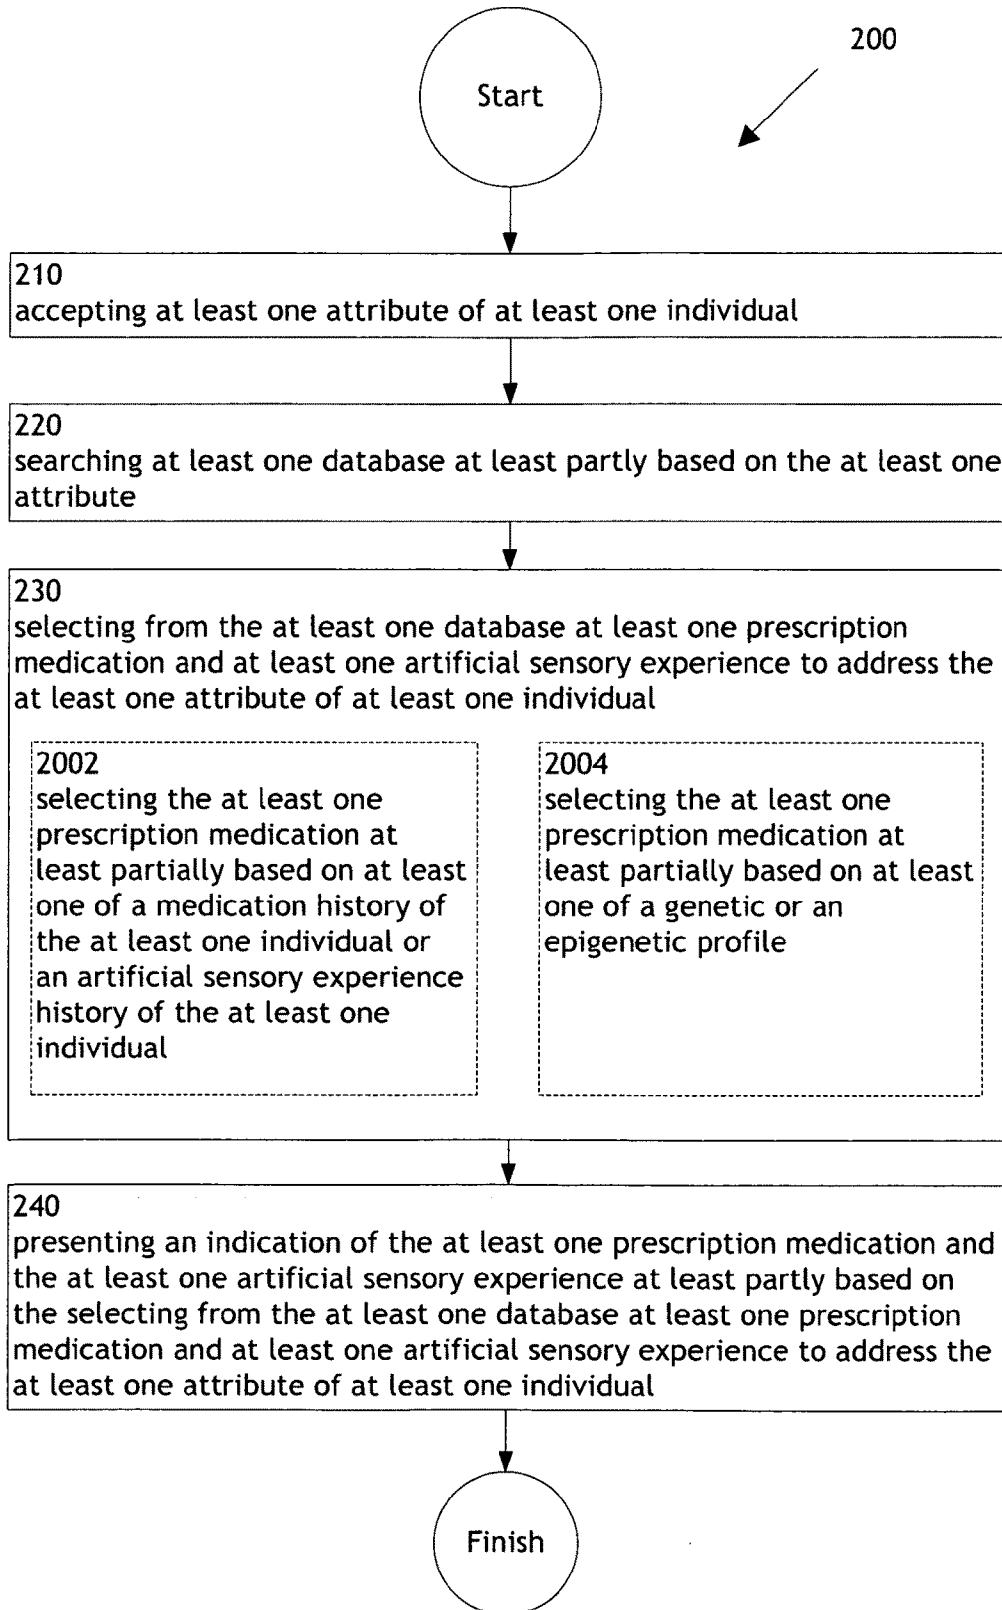 200
Start
210
accepting at least one attribute of at least one individual
220
searching at least one database at least partly based on the at least one
attribute
230
selecting from the at least one database at least one prescription
medication and at least one artificial sensory experience to address the
at least one attribute of at least one individual
2002
selecting the at least one
prescription medication at
least partially based on at least
one of a medication history of
the at least one individual or
an artificial sensory experience
history of the at least one
individual
2004
selecting the at least one
prescription medication at
least partially based on at least
one of a genetic or an
epigenetic profile
240
presenting an indication of the at least one prescription medication and
the at least one artificial sensory experience at least partly based on
the selecting from the at least one database at least one prescription
medication and at least one artificial sensory experience to address the
at least one attribute of at least one individual
Finish